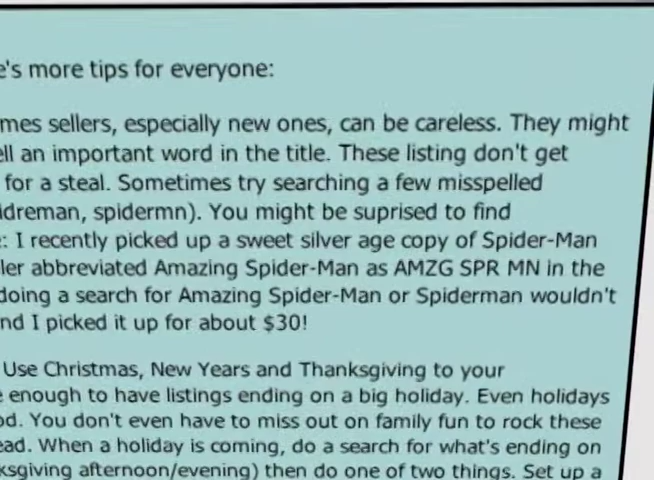 e's more tips for everyone:
mes sellers, especially new ones, can be careless. They might
ell an important word in the title. These listing don't get
for a steal. Sometimes try searching a few misspelled
idreman, spidermn). You might be suprised to find
e: I recently picked up a sweet silver age copy of Spider-Man
ler abbreviated Amazing Spider-Man as AMZG SPR MN in the
doing a search for Amazing Spider-Man or Spiderman wouldn't
nd I picked it up for about $30!
Use Christmas, New Years and Thanksgiving to your
e enough to have listings ending on a big holiday. Even holidays
od. You don't even have to miss out on family fun to rock these
ead. When a holiday is coming, do a search for what's ending on
ksgiving afternoon/evening) then do one of two things. Set up a